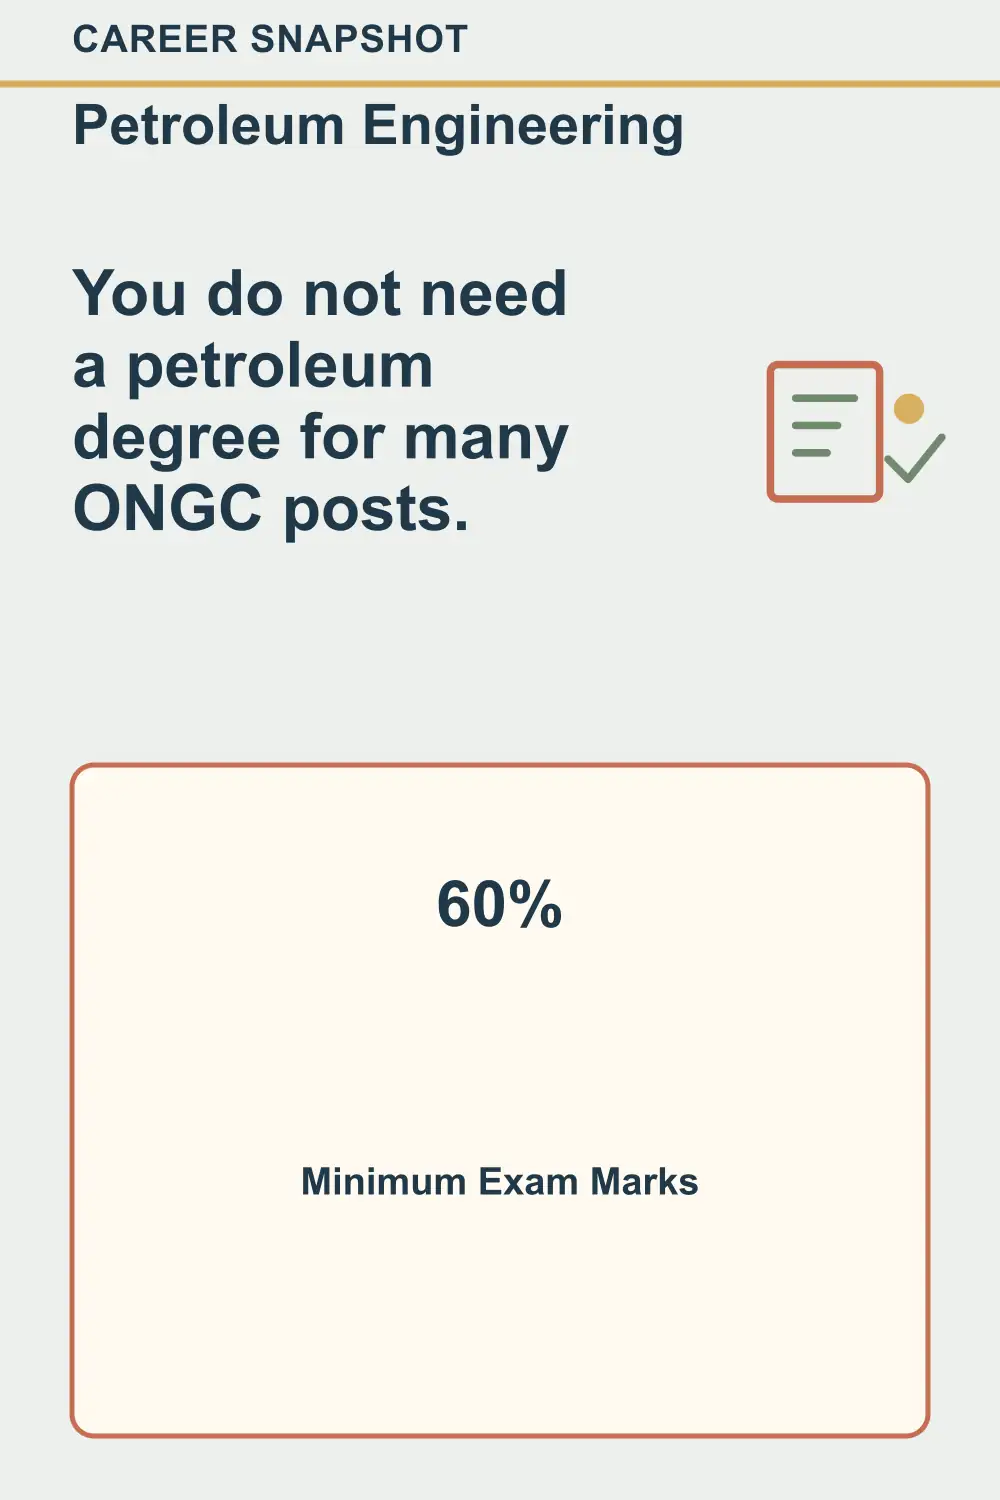 CAREER SNAPSHOT
Petroleum Engineering
You do not need
a petroleum
degree for many
ONGC posts.
60%
Minimum Exam Marks